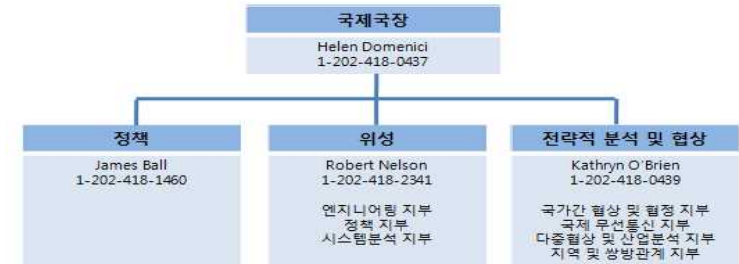 국제국장
Helen Domenici
1-202-418-0437
정책
James Ball
1-202-418-1460
위성
Robert Nelson
1-202-418-2341
엔지니어링 지부
정책 지부
시스템분석 지부
전략적 분석 및 협상
Kathryn O'Brien
1-202-418-0439
국가간 협상 및 협정 지부
국제 무선통신 지부
다중협상 및 산업분석 지부
지역 및 쌍방관계 지부